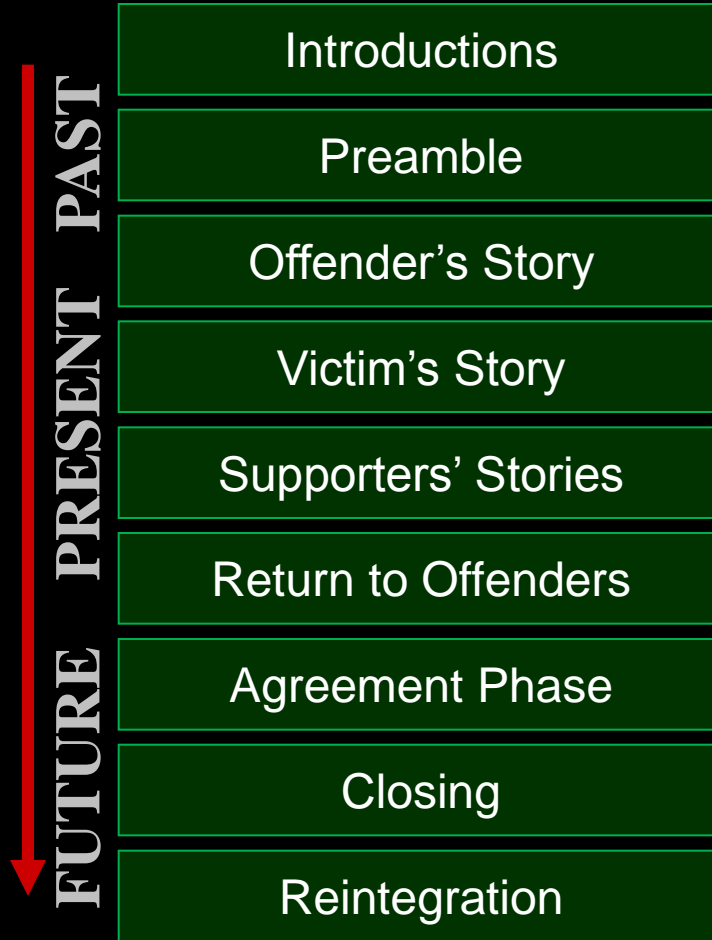 PAST
PRESENT
FUTURE
Introductions
Preamble
Offender’s Story
Victim’s Story
Supporters’ Stories
Return to Offenders
Agreement Phase
Closing
Reintegration